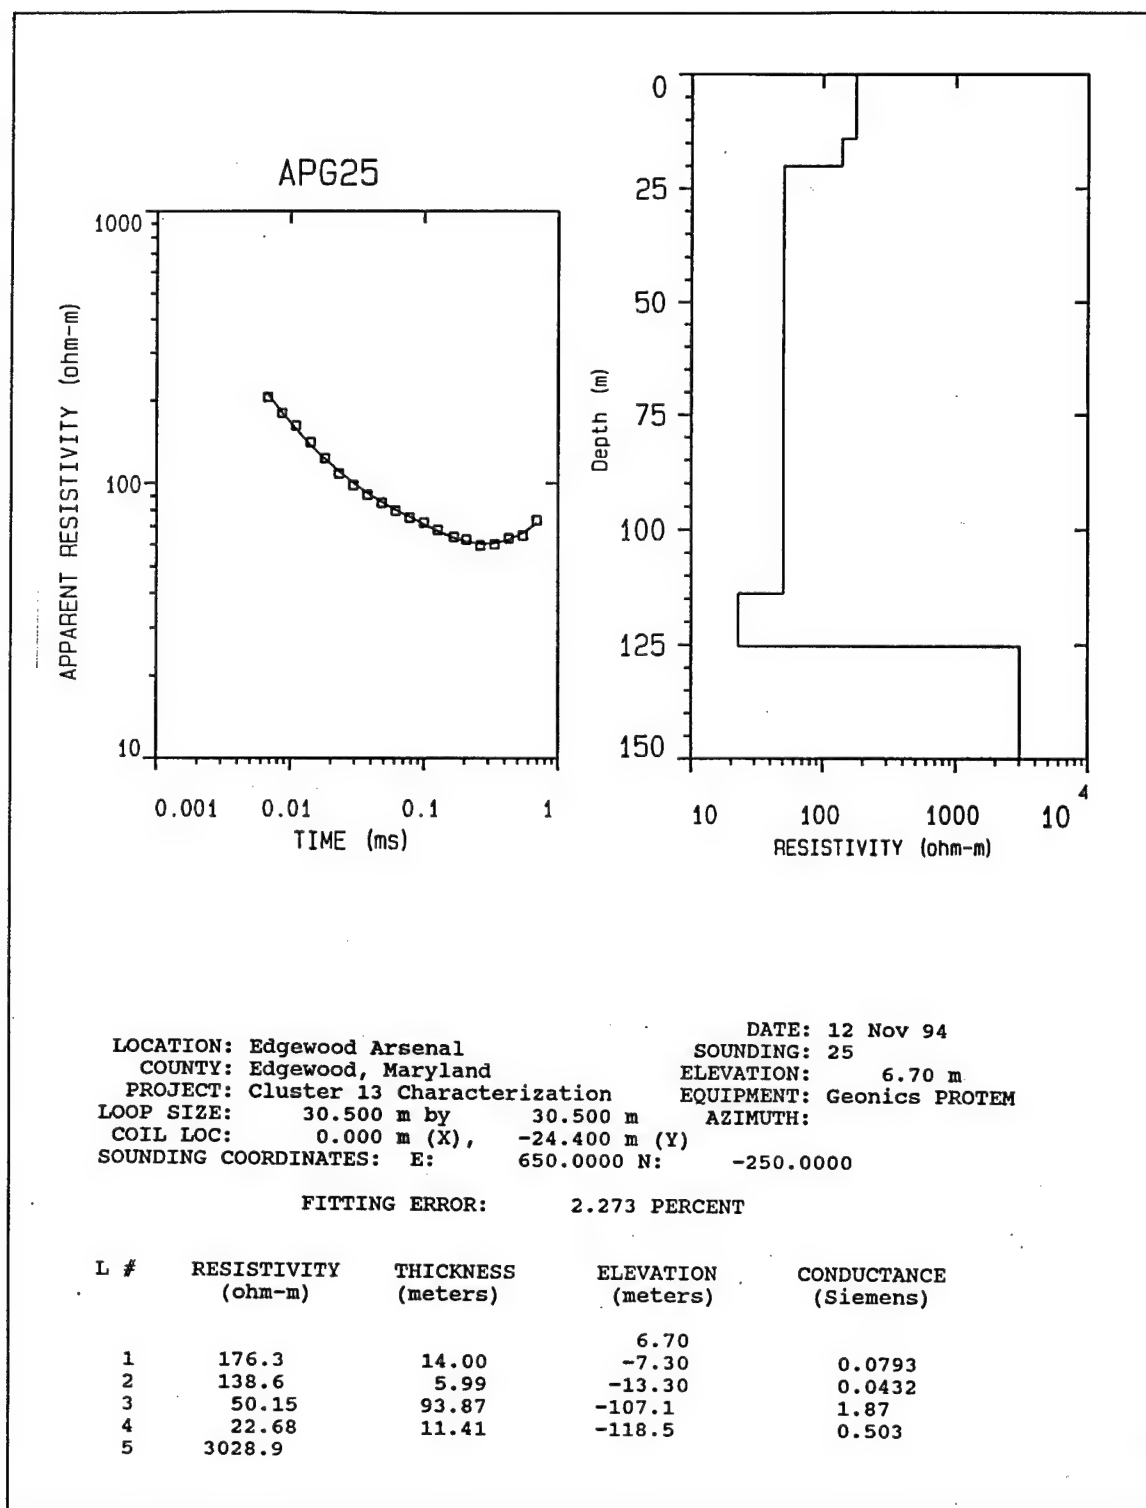 APG25
1000
100
10
APPARENT RESISTIVITY (ohm-m)
0.001 0.01 0.1 1
TIME (ms)
0
25
50
75
100
125
150
Depth (m)
10 100 1000 10 4
RESISTIVITY (ohm-m)
DATE: 12 Nov 94
LOCATION: Edgewood Arsenal SOUNDING: 25
COUNTY: Edgewood, Maryland ELEVATION: 6.70 m
PROJECT: Cluster 13 Characterization EQUIPMENT: Geonics PROTEM
LOOP SIZE: 30.500 m by 30.500 m AZIMUTH:
COIL LOC: 0.000 m (X), -24.400 m (Y)
SOUNDING COORDINATES: E: 650.0000 N: -250.0000
FITTING ERROR: 2.273 PERCENT
L # RESISTIVITY THICKNESS ELEVATION CONDUCTANCE
(ohm-m) (meters) (meters) (Siemens)
6.70
1 176.3 14.00 -7.30 0.0793
2 138.6 5.99 -13.30 0.0432
3 50.15 93.87 -107.1 1.87
4 22.68 11.41 -118.5 0.503
5 3028.9